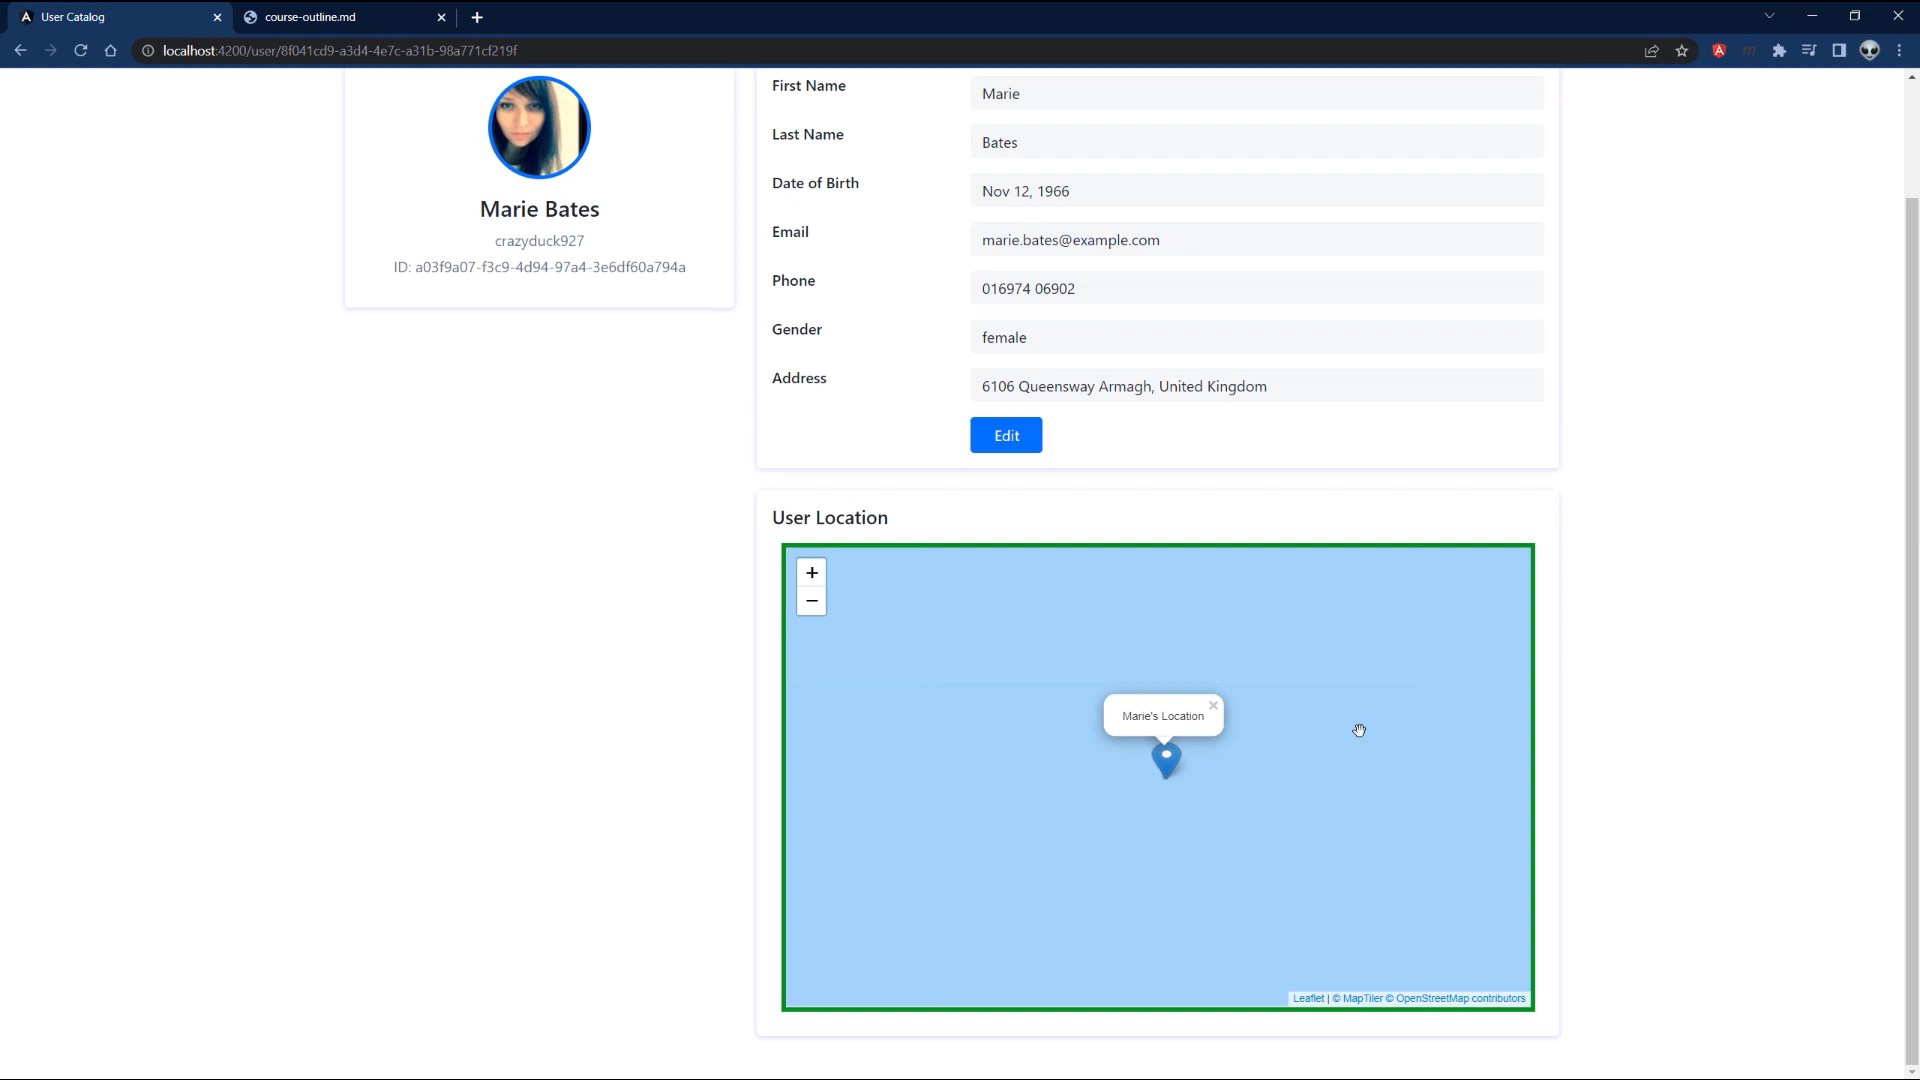 User Catalog
course-outline.md
localhost:4200/user/8f041cd9-a3d4-4e7c-a31b-98a771cf219f
Marie Bates
crazyduck927
ID: a03f9a07-f3c9-4d94-97a4-3e6df60a794a
First Name
Marie
Last Name
Bates
Date of Birth
Nov 12, 1966
Email
marie.bates@example.com
Phone
016974 06902
Gender
female
Address
6106 Queensway Armagh, United Kingdom
Edit
User Location
+
−
Marie's Location
Leaflet | © MapTiler © OpenStreetMap contributors